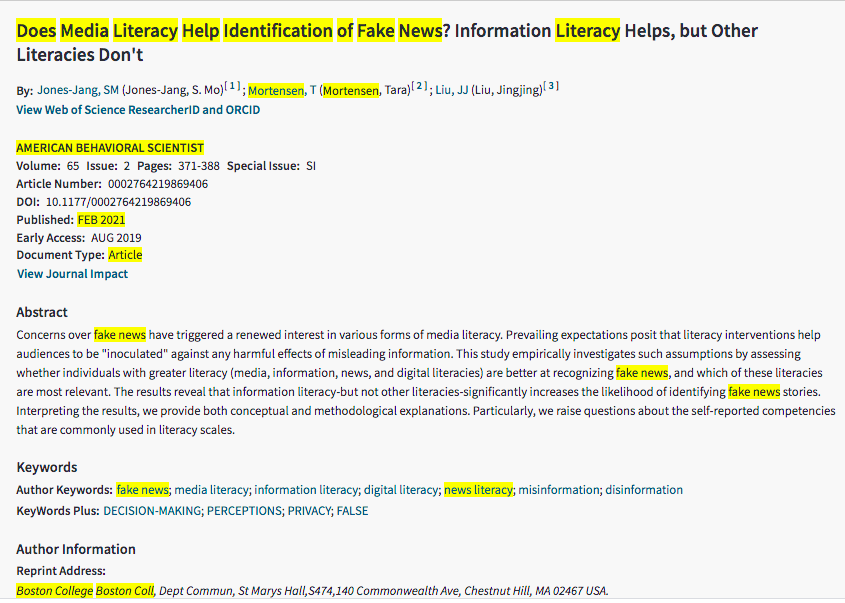 Does Media Literacy Help Identification of Fake News? Information Literacy Helps, but Other
Literacies Don't
By: Jones-Jang, SM (Jones-Jang, S. Mo)[ 1 ] ; Mortensen, T (Mortensen, Tara)[ 2 ] ; Liu, JJ (Liu, Jingjing)[ 3 ]
View Web of Science ResearcherID and ORCID
AMERICAN BEHAVIORAL SCIENTIST
Volume: 65 Issue: 2 Pages: 371-388 Special Issue: SI
Article Number: 0002764219869406
DOI: 10.1177/0002764219869406
Published: FEB 2021
Early Access: AUG 2019
Document Type: Article
View Journal Impact
Abstract
Concerns over fake news have triggered a renewed interest in various forms of media literacy. Prevailing expectations posit that literacy interventions help
audiences to be "inoculated" against any harmful effects of misleading information. This study empirically investigates such assumptions by assessing
whether individuals with greater literacy (media, information, news, and digital literacies) are better at recognizing fake news, and which of these literacies
are most relevant. The results reveal that information literacy-but not other literacies-significantly increases the likelihood of identifying fake news stories.
Interpreting the results, we provide both conceptual and methodological explanations. Particularly, we raise questions about the self-reported competencies
that are commonly used in literacy scales.
Keywords
Author Keywords: fake news; media literacy; information literacy; digital literacy; news literacy; misinformation; disinformation
KeyWords Plus: DECISION-MAKING; PERCEPTIONS; PRIVACY; FALSE
Author Information
Reprint Address:
Boston College Boston Coll, Dept Commun, St Marys Hall,S474,140 Commonwealth Ave, Chestnut Hill, MA 02467 USA.